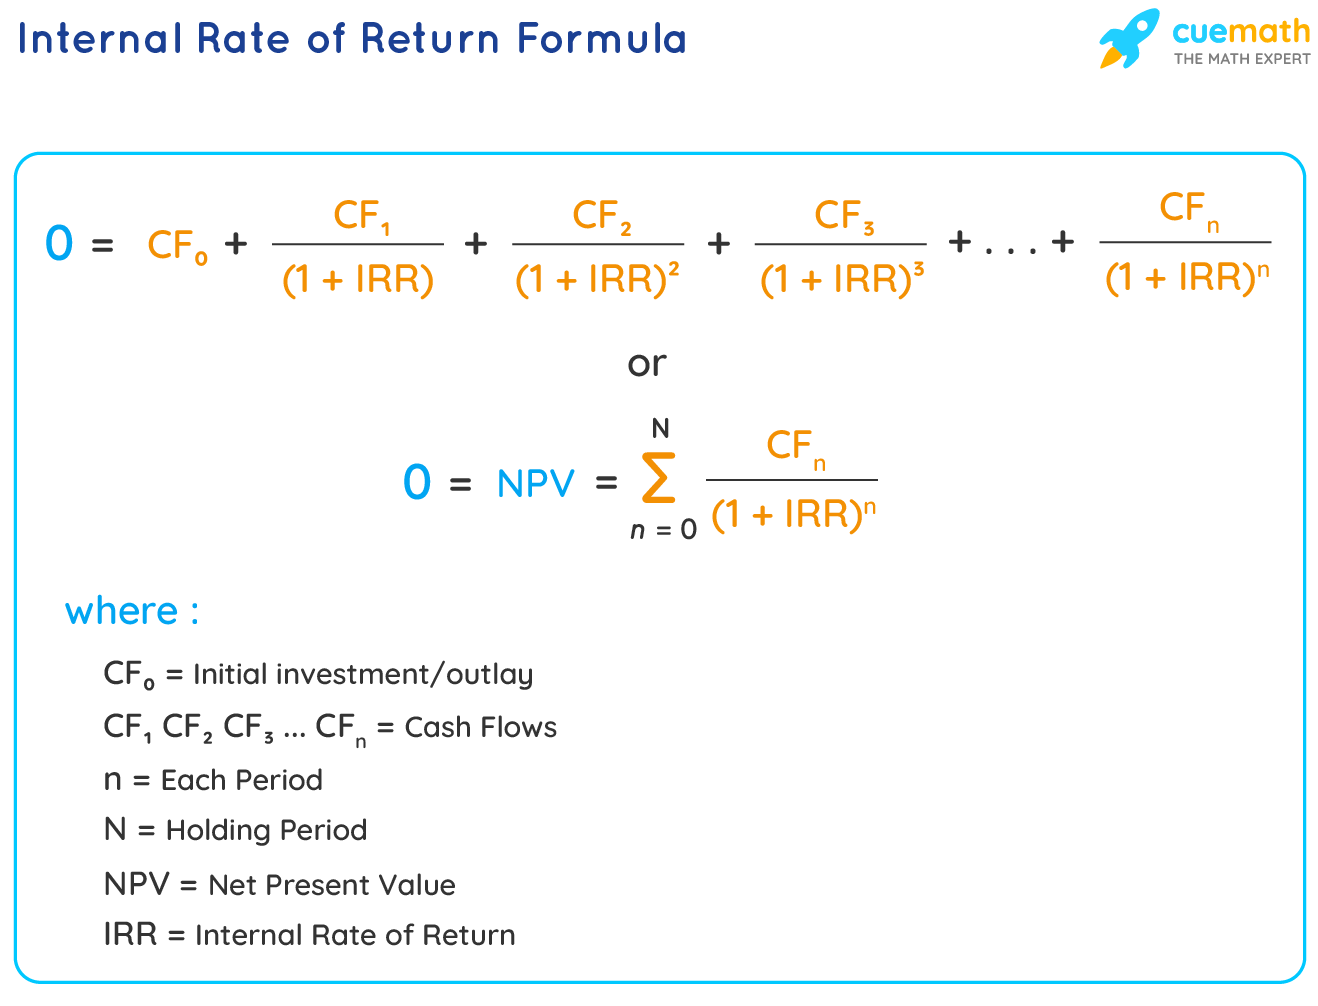 Internal Rate of Return Formula
cuemath
THE MATH EXPERT
0 = CF₀ + CF₁/(1 + IRR) + CF₂/(1 + IRR)² + CF₃/(1 + IRR)³ + . . . + CFₙ/(1 + IRR)ⁿ
or
0 = NPV = N Σ n = 0 CFₙ/(1 + IRR)ⁿ
where :
CF₀ = Initial investment/outlay
CF₁ CF₂ CF₃ ... CFₙ = Cash Flows
n = Each Period
N = Holding Period
NPV = Net Present Value
IRR = Internal Rate of Return